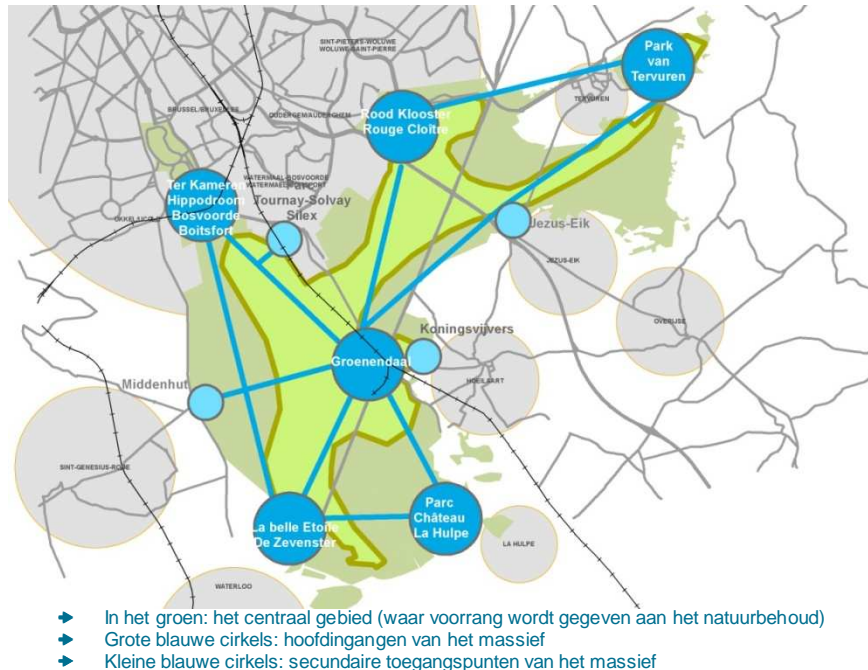 SINT-PIETERS-WOLUWE
WOLUWE-SAINT-PIERRE
Park
van
Tervuren
TERVUREN
BRUSSEL/BRUXELLES
OUDERGEM/AUDERGHEM
Rood Klooster
Rouge Cloître
WATERMAEL-BOSVOORDE
Ter Kameren
Hippodroom
Bosvoorde
Boitsfort
Tournay-Solvay
Silex
Jezus-Eik
JEZUS-EIK
OVERIJSE
Koningsvijvers
Groenendaal
HOEILAART
Middenhut
SINT-GENESIUS-RODE
La belle Etoile
De Zevenster
Parc
Château
La Hulpe
LA HULPE
WATERLOO
In het groen: het centraal gebied (waar voorrang wordt gegeven aan het natuurbehoud)
Grote blauwe cirkels: hoofdingangen van het massief
Kleine blauwe cirkels: secundaire toegangspunten van het massief